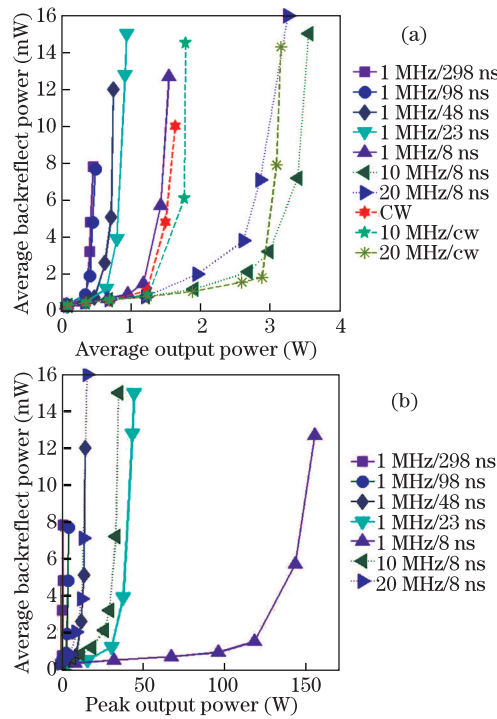 16
14
12
10
8
6
4
2
0
Average backreflect power (mW)
0
1
2
3
4
Average output power (W)
(a)
1 MHz/298 ns
1 MHz/98 ns
1 MHz/48 ns
1 MHz/23 ns
1 MHz/8 ns
10 MHz/8 ns
20 MHz/8 ns
CW
10 MHz/cw
20 MHz/cw
16
14
12
10
8
6
4
2
0
Average backreflect power (mW)
0
50
100
150
Peak output power (W)
(b)
1 MHz/298 ns
1 MHz/98 ns
1 MHz/48 ns
1 MHz/23 ns
1 MHz/8 ns
10 MHz/8 ns
20 MHz/8 ns